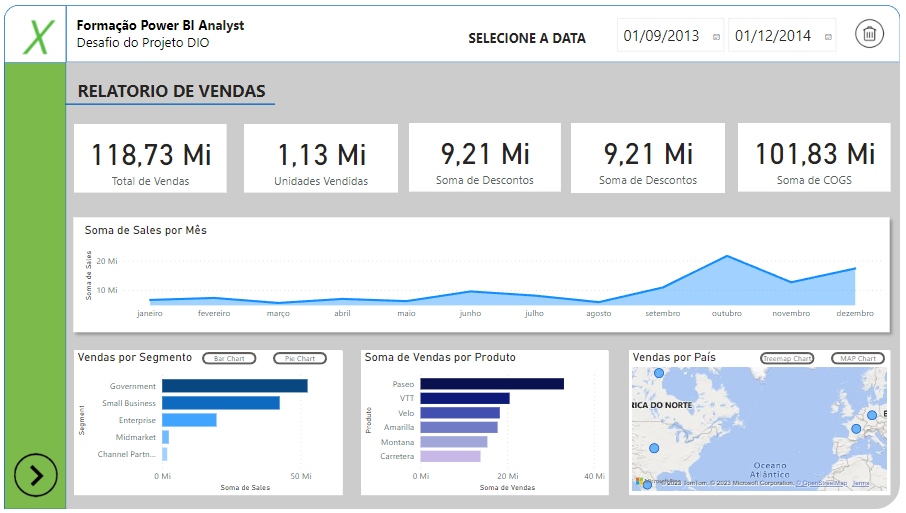 X
Formação Power BI Analyst
Desafio do Projeto DIO
SELECIONE A DATA
01/09/2013
01/12/2014
RELATORIO DE VENDAS
118,73 Mi
Total de Vendas
1,13 Mi
Unidades Vendidas
9,21 Mi
Soma de Descontos
9,21 Mi
Soma de Descontos
101,83 Mi
Soma de COGS
Soma de Sales por Mês
Soma de Sales
20 Mi
10 Mi
janeiro fevereiro março abril maio junho julho agosto setembro outubro novembro dezembro
Vendas por Segmento
Bar Chart
Pie Chart
Segment
Government
Small Business
Enterprise
Midmarket
Channel Partn...
0 Mi 50 Mi
Soma de Sales
Soma de Vendas por Produto
Produto
Paseo
VTT
Velo
Amarilla
Montana
Carretera
0 Mi 20 Mi 40 Mi
Soma de Vendas
Vendas por País
Treemap Chart
MAP Chart
RICA DO NORTE
E
Oceano
Atlântico
© 2023 TomTom, © 2023 Microsoft Corporation, © OpenStreetMap Terms